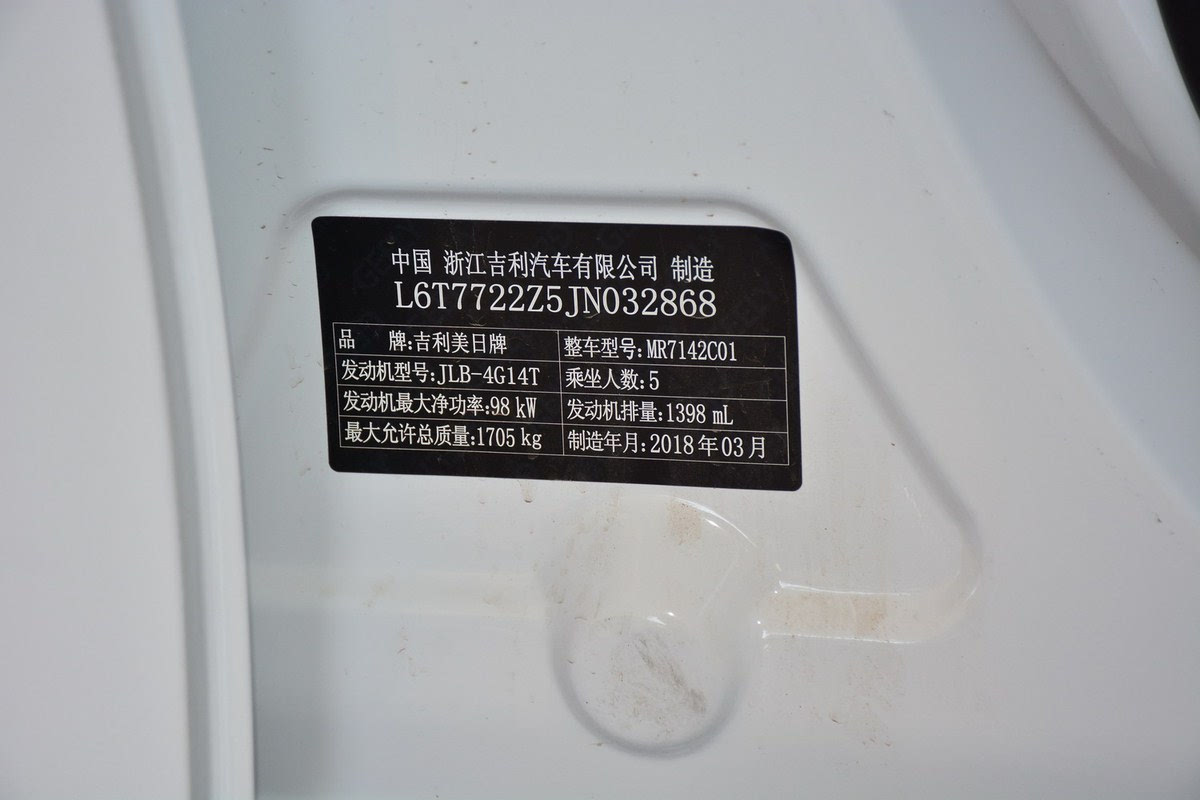 中国 浙江吉利汽车有限公司 制造
L6T7722Z5JN032868
品 牌:吉利美日牌 整车型号:MR7142C01
发动机型号:JLB-4G14T 乘坐人数:5
发动机最大净功率:98 kW 发动机排量:1398 mL
最大允许总质量:1705 kg 制造年月:2018年03月